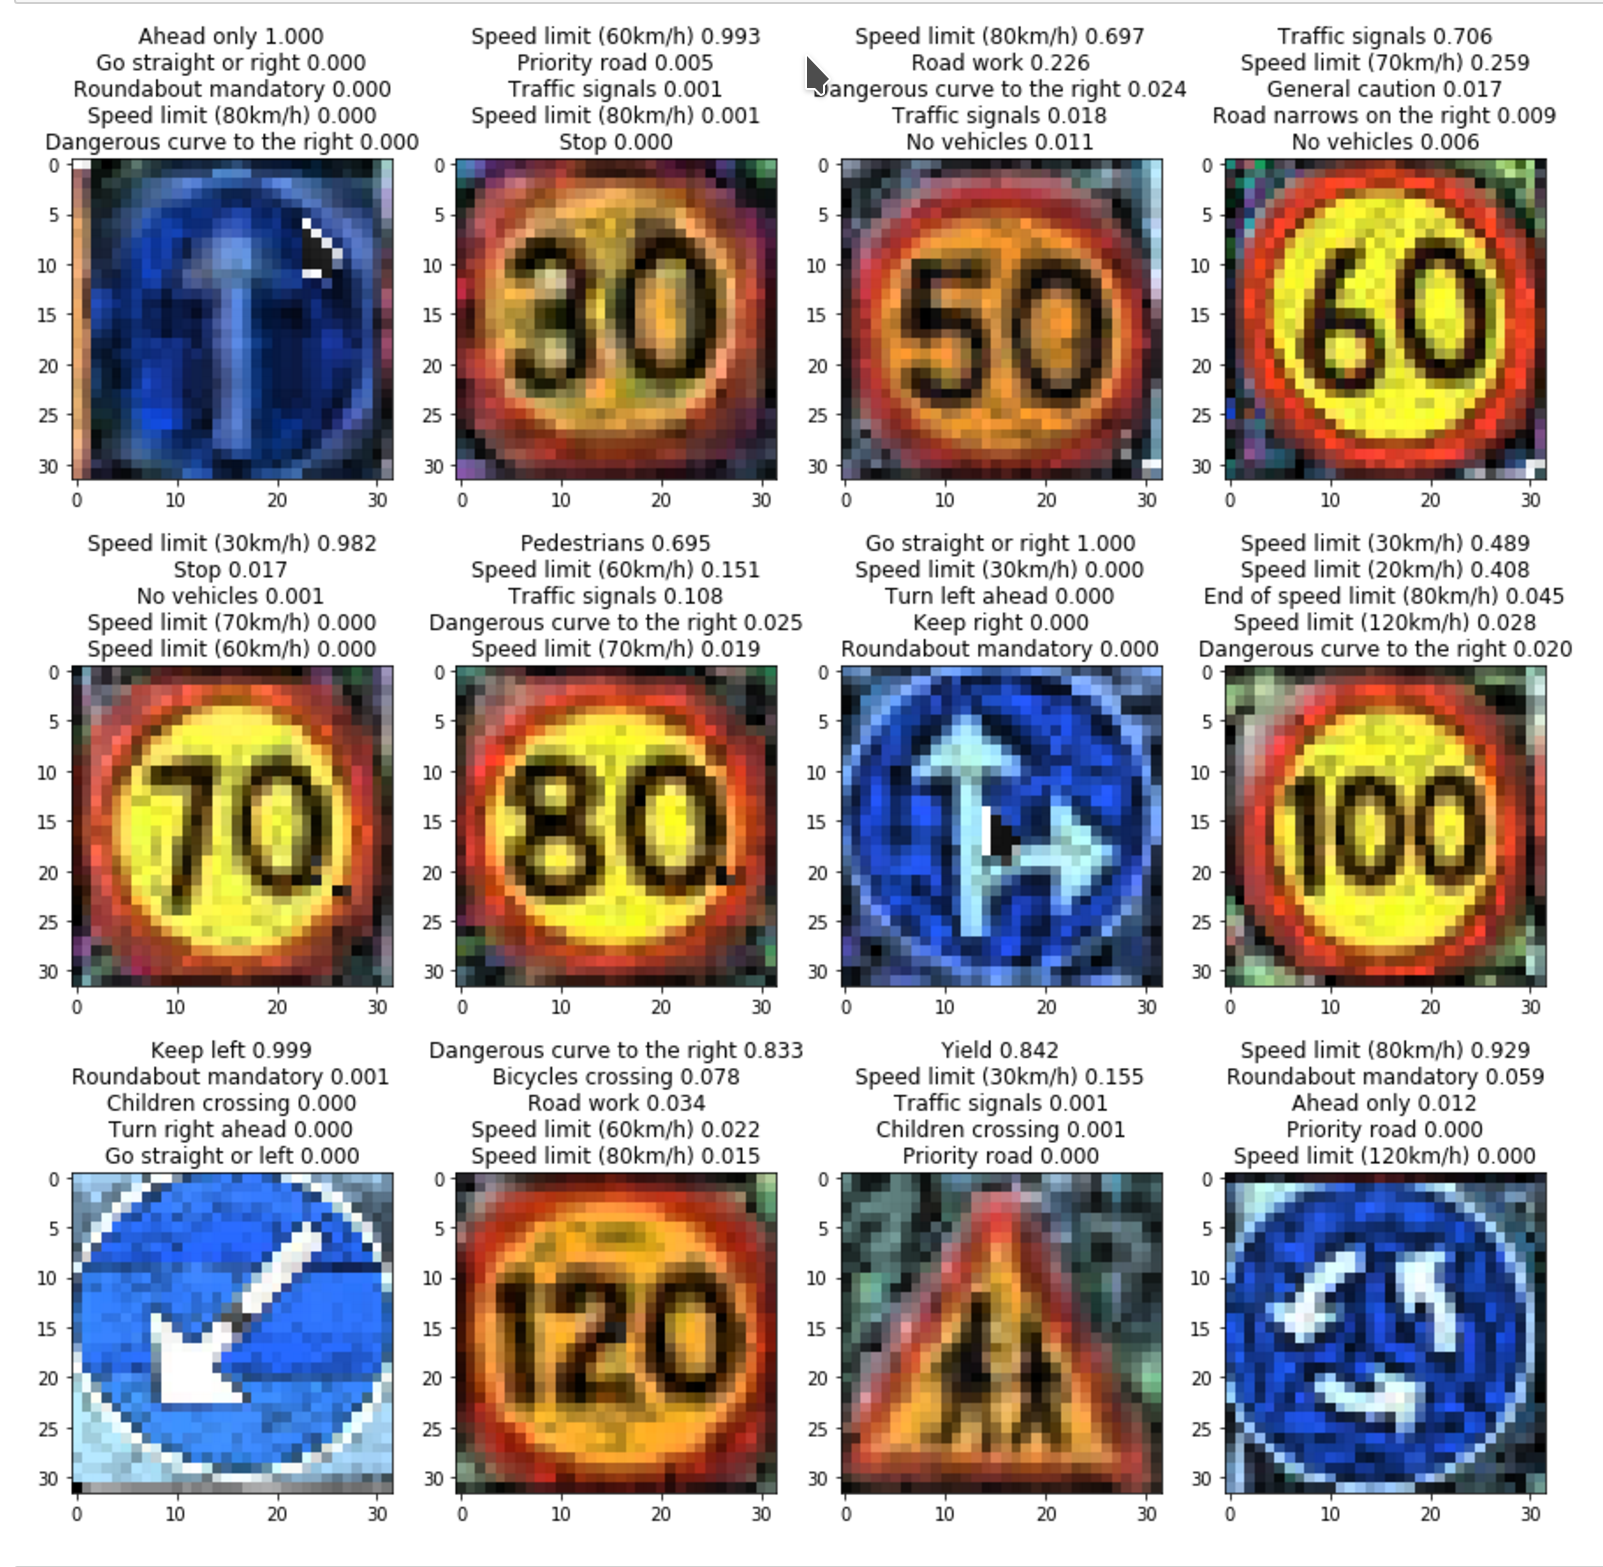 Ahead only 1.000
Go straight or right 0.000
Roundabout mandatory 0.000
Speed limit (80km/h) 0.000
Dangerous curve to the right 0.000
0
5
10
15
20
25
30
0 10 20 30
Speed limit (60km/h) 0.993
Priority road 0.005
Traffic signals 0.001
Speed limit (80km/h) 0.001
Stop 0.000
0
5
10
15
20
25
30
30
0 10 20 30
Speed limit (80km/h) 0.697
Road work 0.226
Dangerous curve to the right 0.024
Traffic signals 0.018
No vehicles 0.011
0
5
10
15
20
25
30
50
0 10 20 30
Traffic signals 0.706
Speed limit (70km/h) 0.259
General caution 0.017
Road narrows on the right 0.009
No vehicles 0.006
0
5
10
15
20
25
30
60
0 10 20 30
Speed limit (30km/h) 0.982
Stop 0.017
No vehicles 0.001
Speed limit (70km/h) 0.000
Speed limit (60km/h) 0.000
0
5
10
15
20
25
30
70
0 10 20 30
Pedestrians 0.695
Speed limit (60km/h) 0.151
Traffic signals 0.108
Dangerous curve to the right 0.025
Speed limit (70km/h) 0.019
0
5
10
15
20
25
30
80
0 10 20 30
Go straight or right 1.000
Speed limit (30km/h) 0.000
Turn left ahead 0.000
Keep right 0.000
Roundabout mandatory 0.000
0
5
10
15
20
25
30
0 10 20 30
Speed limit (30km/h) 0.489
Speed limit (20km/h) 0.408
End of speed limit (80km/h) 0.045
Speed limit (120km/h) 0.028
Dangerous curve to the right 0.020
0
5
10
15
20
25
30
100
0 10 20 30
Keep left 0.999
Roundabout mandatory 0.001
Children crossing 0.000
Turn right ahead 0.000
Go straight or left 0.000
0
5
10
15
20
25
30
0 10 20 30
Dangerous curve to the right 0.833
Bicycles crossing 0.078
Road work 0.034
Speed limit (60km/h) 0.022
Speed limit (80km/h) 0.015
0
5
10
15
20
25
30
120
0 10 20 30
Yield 0.842
Speed limit (30km/h) 0.155
Traffic signals 0.001
Children crossing 0.001
Priority road 0.000
0
5
10
15
20
25
30
0 10 20 30
Speed limit (80km/h) 0.929
Roundabout mandatory 0.059
Ahead only 0.012
Priority road 0.000
Speed limit (120km/h) 0.000
0
5
10
15
20
25
30
0 10 20 30